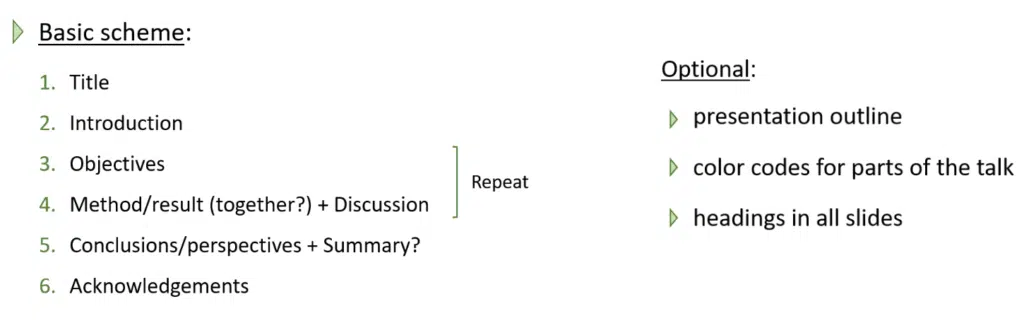 Basic scheme:
1. Title
2. Introduction
3. Objectives
4. Method/result (together?) + Discussion
Repeat
5. Conclusions/perspectives + Summary?
6. Acknowledgements
Optional:
presentation outline
color codes for parts of the talk
headings in all slides